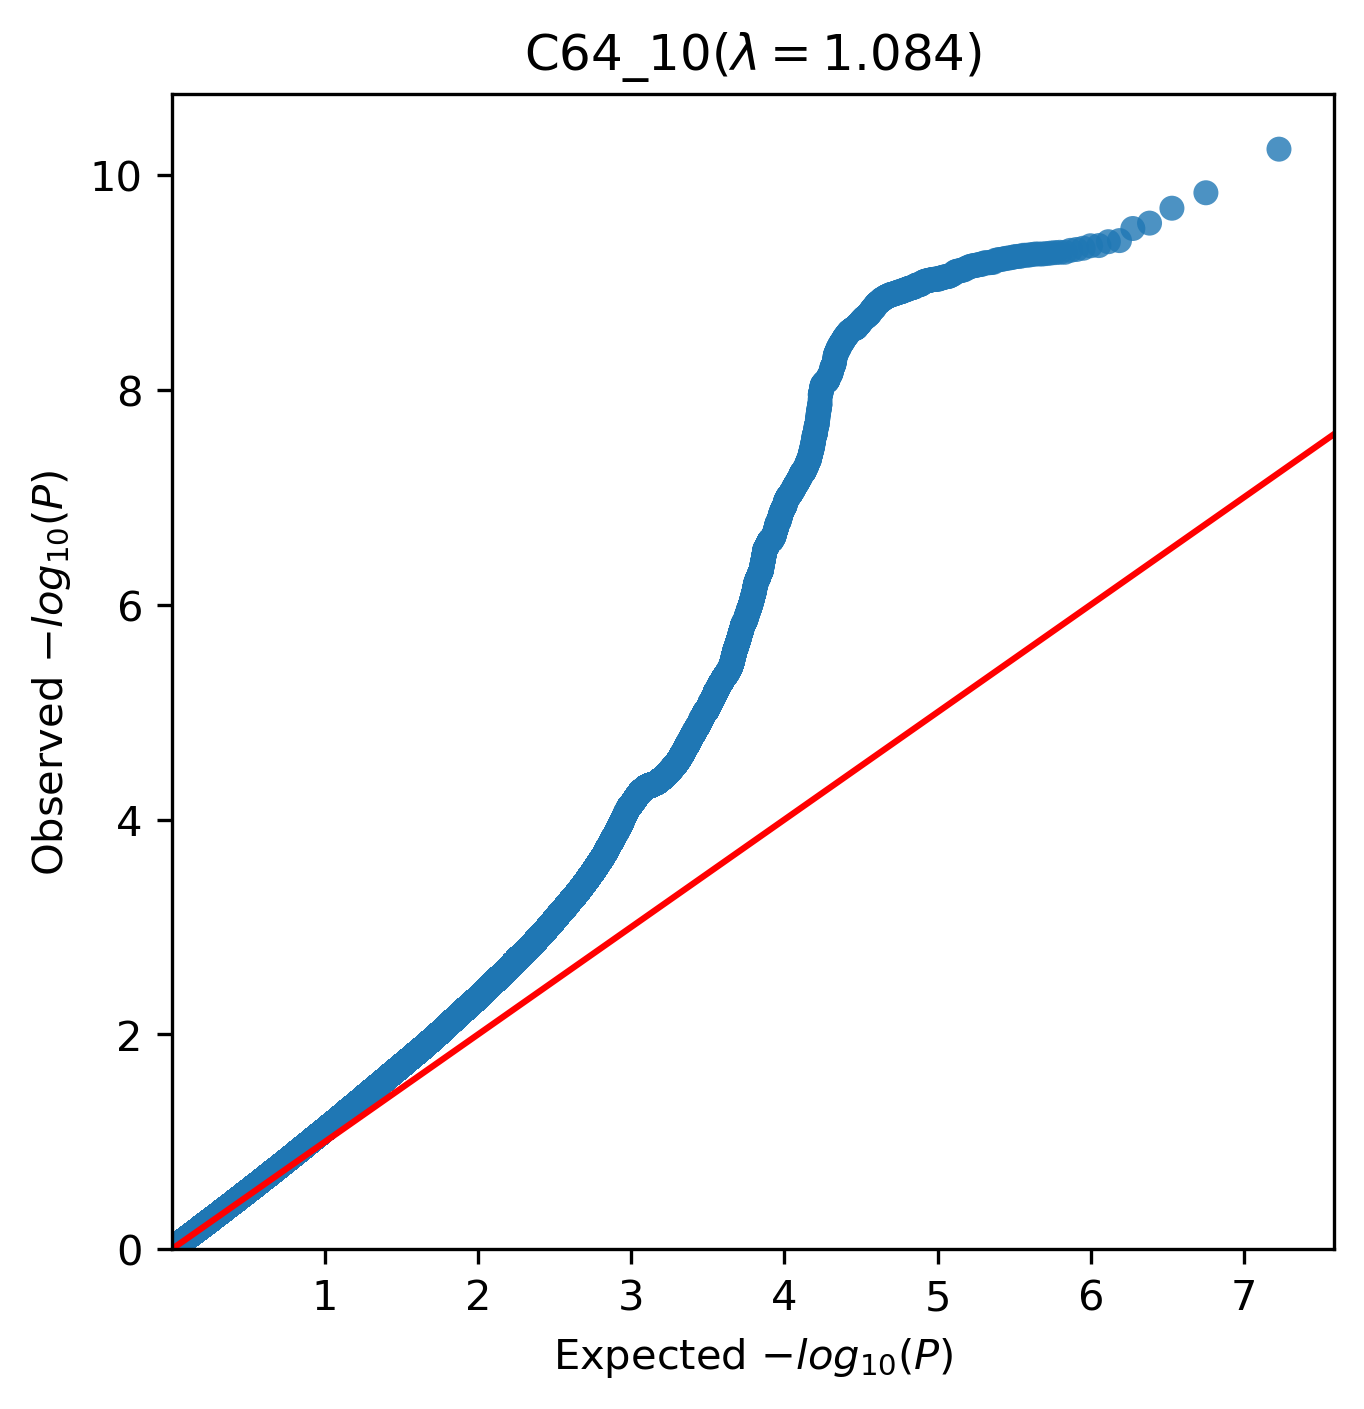 C64_10(λ = 1.084)
10
8
6
4
2
0
Observed −log₁₀(P)
1 2 3 4 5 6 7
Expected −log₁₀(P)